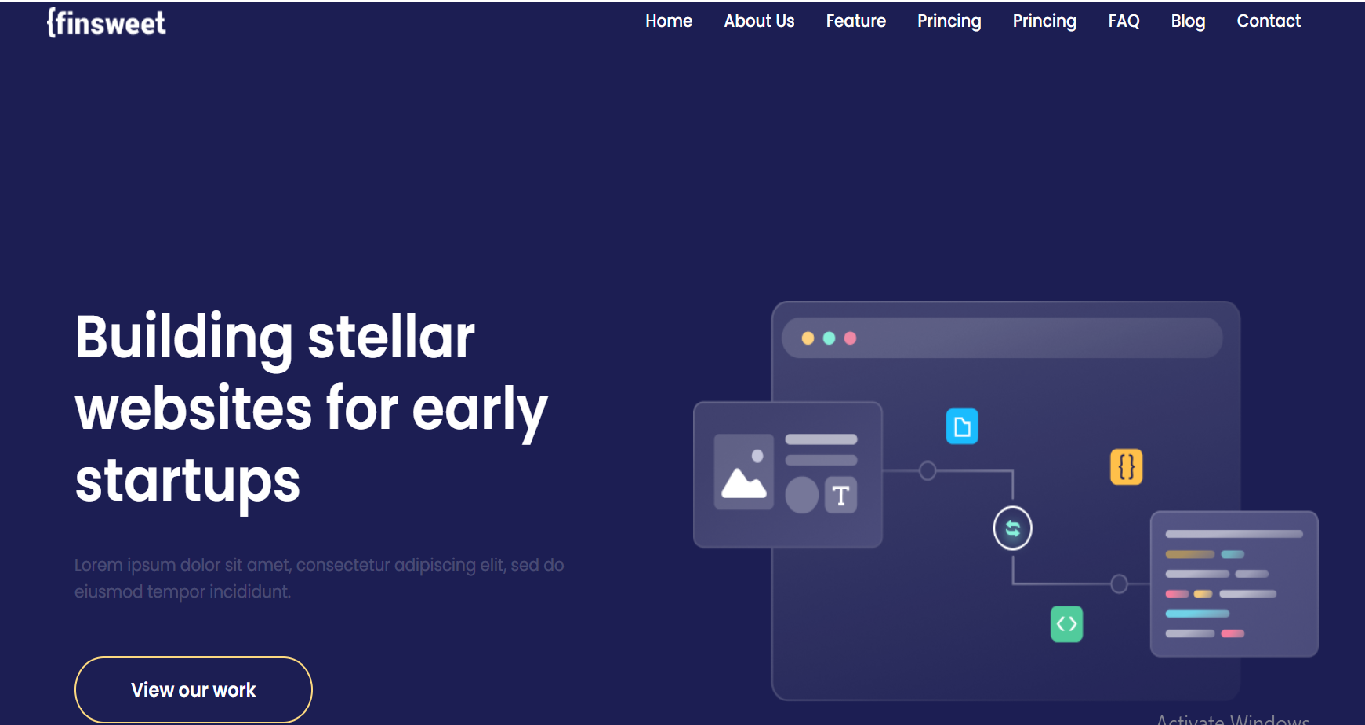 {finsweet
Home About Us Feature Princing Princing FAQ Blog Contact
Building stellar
websites for early
startups
Lorem ipsum dolor sit amet, consectetur adipiscing elit, sed do
eiusmod tempor incididunt.
View our work
T
{}
<>
Activate Windows